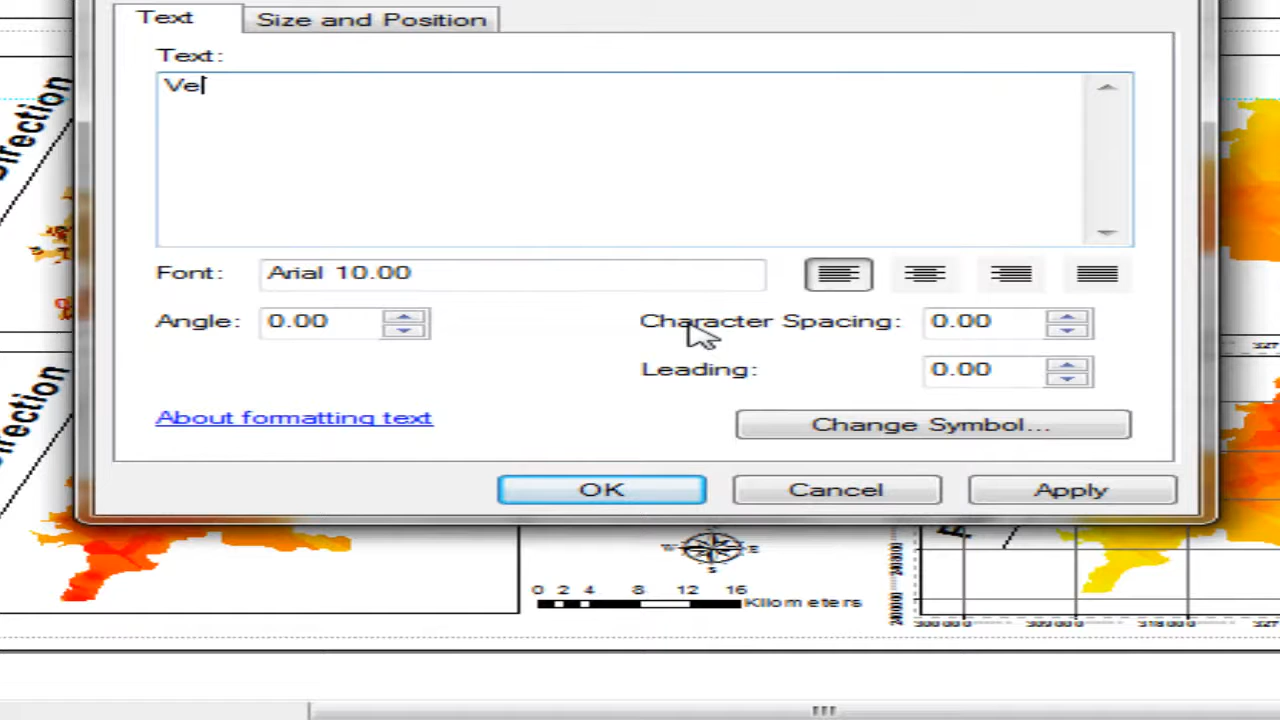 Text
Size and Position
Text:
Ve
Font:
Arial 10.00
Angle:
0.00
Character Spacing:
0.00
Leading:
0.00
About formatting text
Change Symbol...
OK
Cancel
Apply
Direction
W
E
S
0 2 4 8 12 16
Kilometers
327